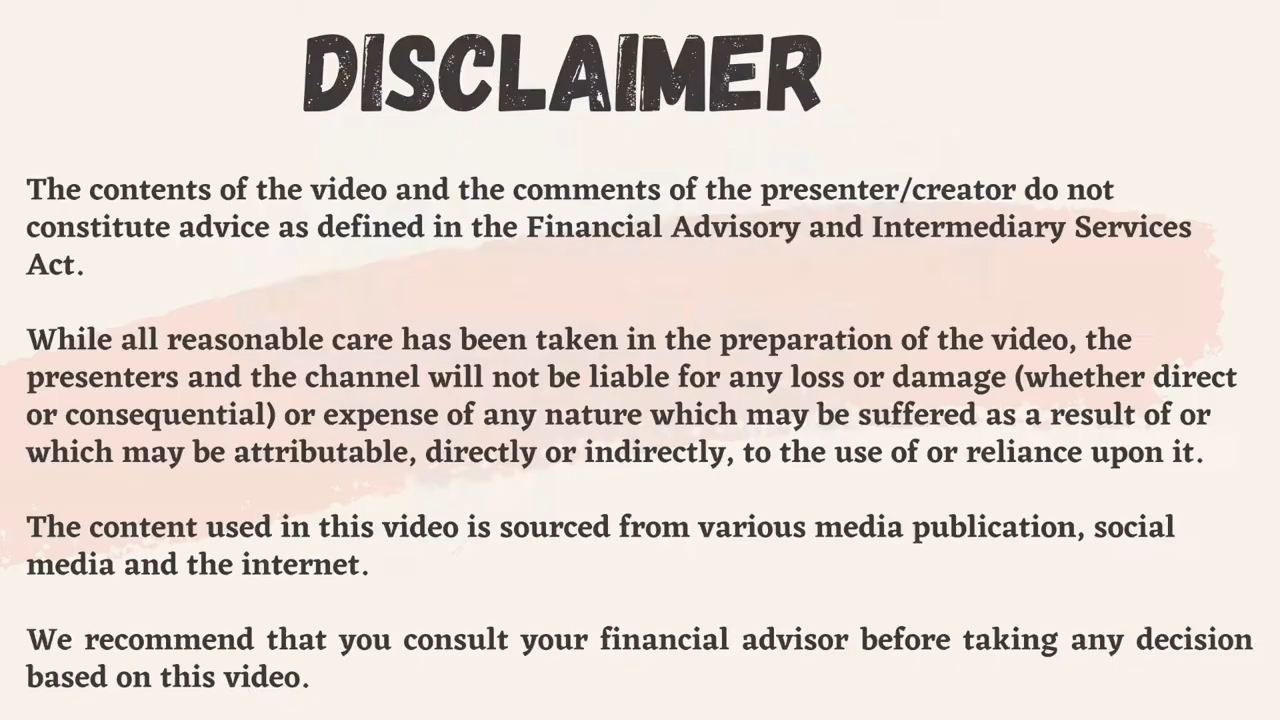 DISCLAIMER
The contents of the video and the comments of the presenter/creator do not
constitute advice as defined in the Financial Advisory and Intermediary Services
Act.
While all reasonable care has been taken in the preparation of the video, the
presenters and the channel will not be liable for any loss or damage (whether direct
or consequential) or expense of any nature which may be suffered as a result of or
which may be attributable, directly or indirectly, to the use of or reliance upon it.
The content used in this video is sourced from various media publication, social
media and the internet.
We recommend that you consult your financial advisor before taking any decision
based on this video.